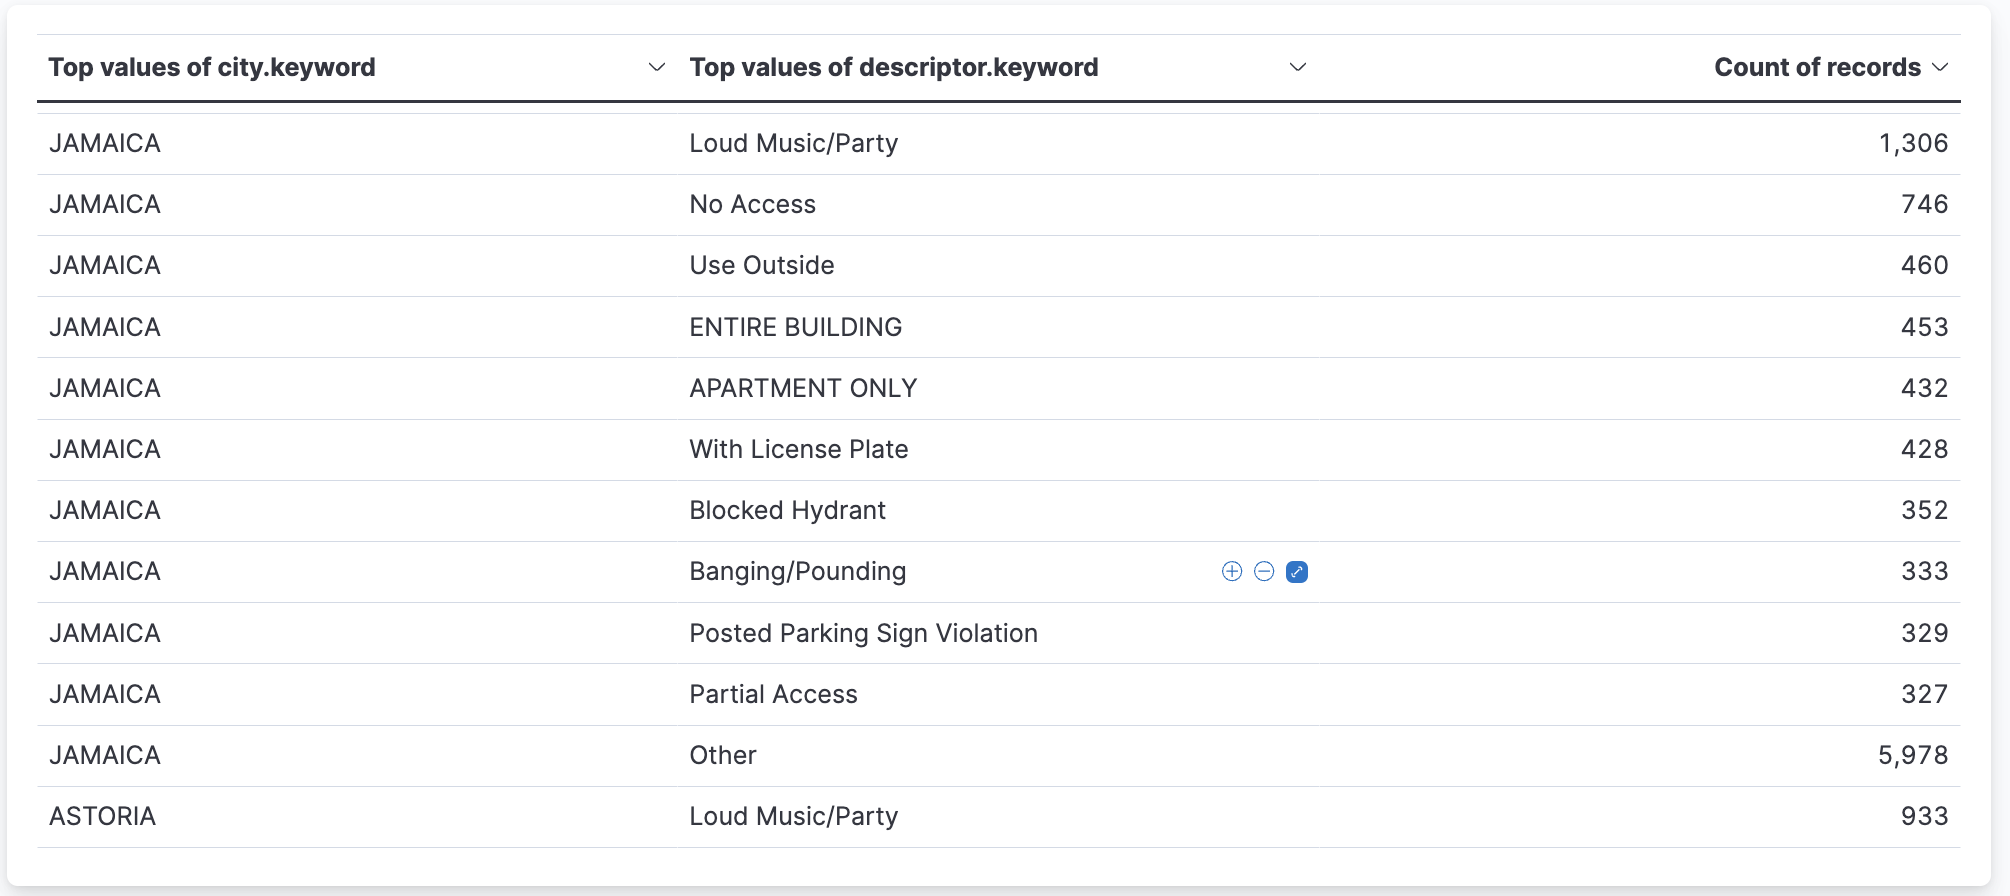 Top values of city.keyword Top values of descriptor.keyword Count of records
JAMAICA Loud Music/Party 1,306
JAMAICA No Access 746
JAMAICA Use Outside 460
JAMAICA ENTIRE BUILDING 453
JAMAICA APARTMENT ONLY 432
JAMAICA With License Plate 428
JAMAICA Blocked Hydrant 352
JAMAICA Banging/Pounding 333
JAMAICA Posted Parking Sign Violation 329
JAMAICA Partial Access 327
JAMAICA Other 5,978
ASTORIA Loud Music/Party 933